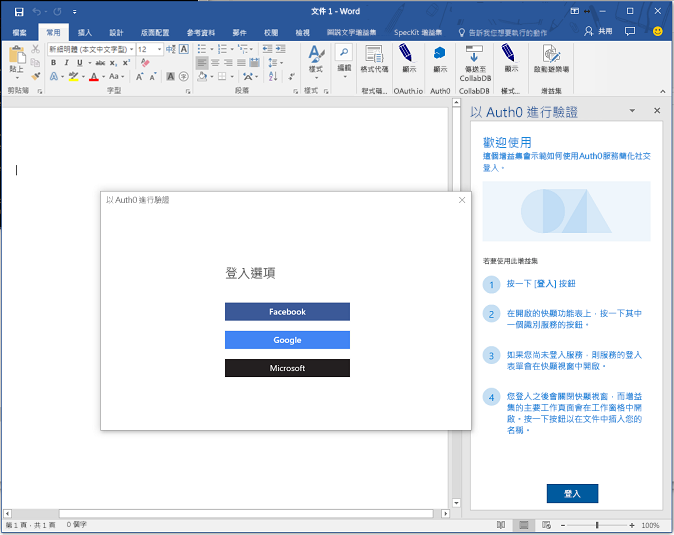 文件 1 - Word
檔案 常用 插入 設計 版面配置 參考資料 郵件 校閱 檢視 圖說文字增益集 SpecKit 增益集 告訴我您想要執行的動作 共用
新細明體 (本文中文字型) 12
貼上 樣式 編輯 格式代碼 顯示 顯示 傳送至 CollabDB 顯示 啟動遊樂場
剪貼簿 字型 段落 樣式 程式碼... OAuth.io Auth0 CollabDB 樣式... 增益集
以 Auth0 進行驗證
歡迎使用
這個增益集會示範如何使用Auth0服務簡化社交
登入。
以 Auth0 進行驗證
登入選項
Facebook
Google
Microsoft
若要使用此增益集
1 按一下 [登入] 按鈕
2 在開啟的快顯功能表上，按一下其中
一個識別服務的按鈕。
3 如果您尚未登入服務，則服務的登入
表單會在快顯視窗中開啟。
4 您登入之後會關閉快顯視窗，而增益
集的主要工作頁面會在工作窗格中開
啟。按一下按鈕以在文件中插入您的
名稱。
登入
第 1 頁，共 1 頁 0 個字 100%